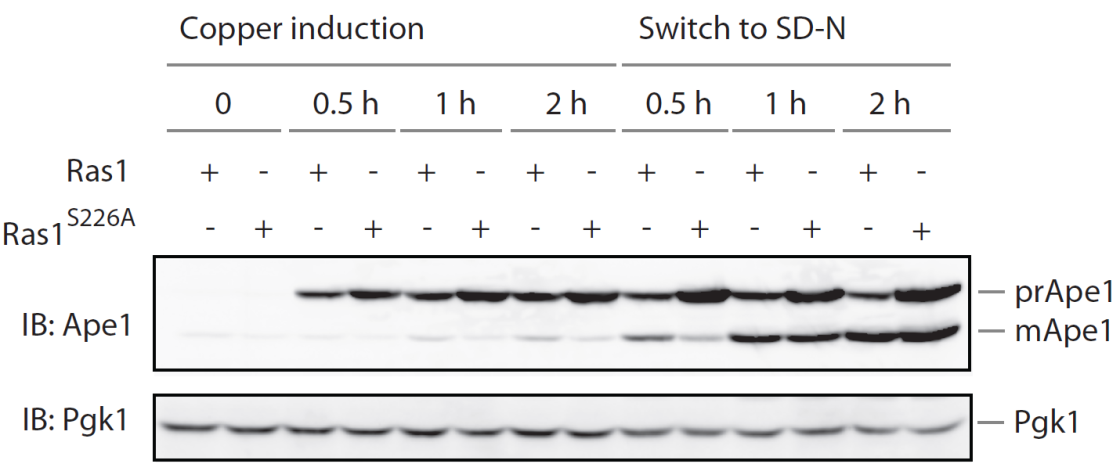 Copper induction Switch to SD-N
0 0.5 h 1 h 2 h 0.5 h 1 h 2 h
Ras1 + - + - + - + - + - + - + -
Ras1S226A - + - + - + - + - + - + - +
IB: Ape1 prApe1
mApe1
IB: Pgk1 Pgk1